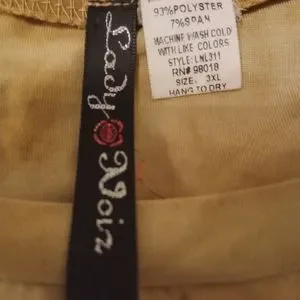 Lady Noir
93%POLYSTER
7%SPAN
MACHINE WASH COLD
WITH LIKE COLORS
STYLE: LNL311
RN# 98018
SIZE: 3XL
HANG TO DRY